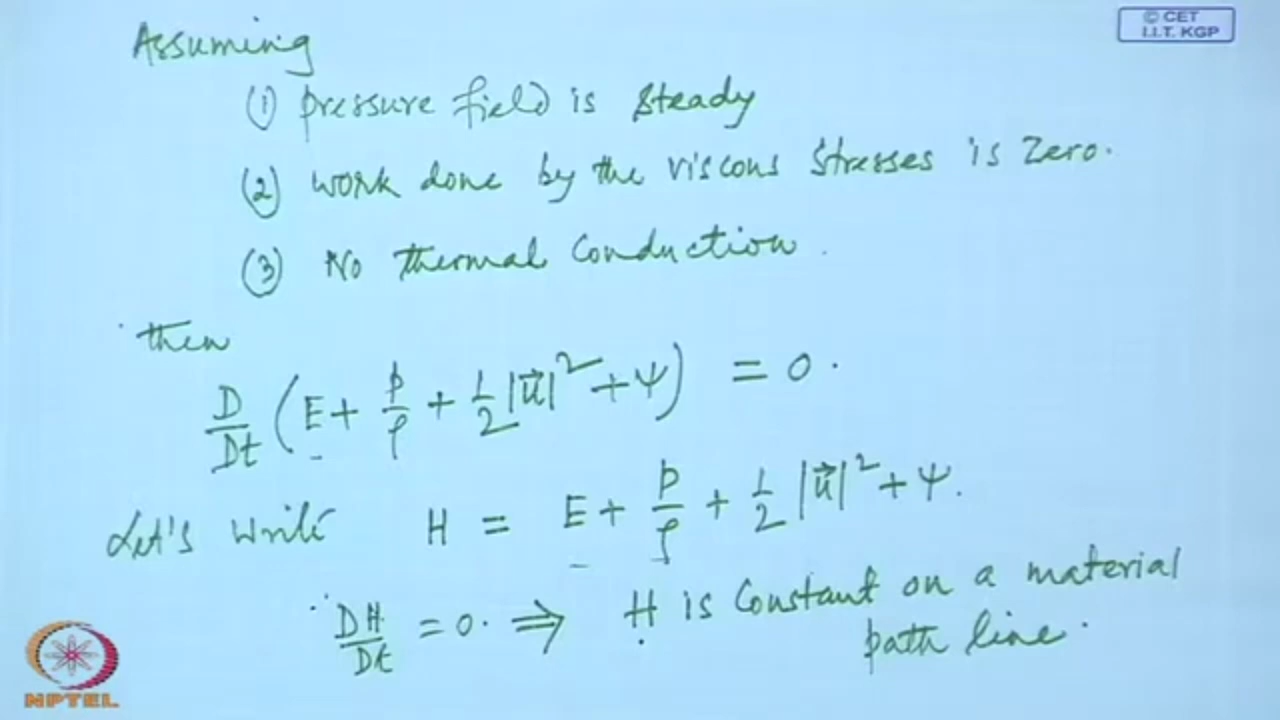 © CET
I.I.T. KGP
Assuming
(1) pressure field is steady
(2) work done by the viscous stresses is zero.
(3) No thermal conduction.
then
D/Dt (E + p/ρ + 1/2 |u⃗|² + ψ) = 0.
Let's write H = E + p/ρ + 1/2 |u⃗|² + ψ.
DH/Dt = 0. ⇒ H is constant on a material
path line.
NPTEL